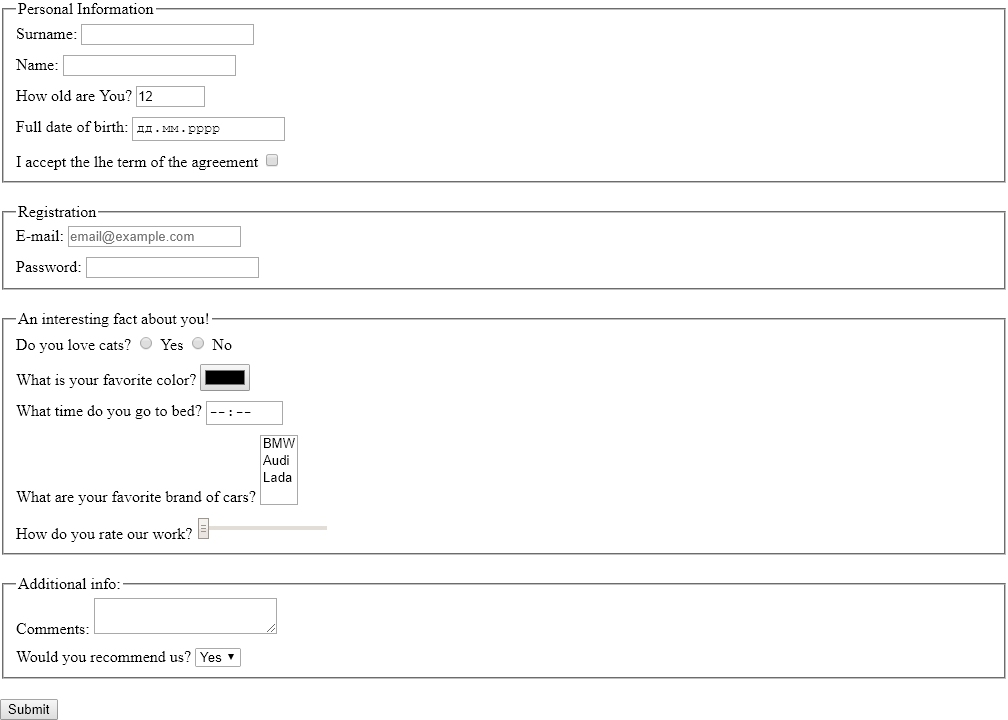 Personal Information
Surname:
Name:
How old are You? 12
Full date of birth: дд.мм.рррр
I accept the lhe term of the agreement
Registration
E-mail: email@example.com
Password:
An interesting fact about you!
Do you love cats? Yes No
What is your favorite color?
What time do you go to bed? --:--
BMW
Audi
Lada
What are your favorite brand of cars?
How do you rate our work?
Additional info:
Comments:
Would you recommend us? Yes
Submit